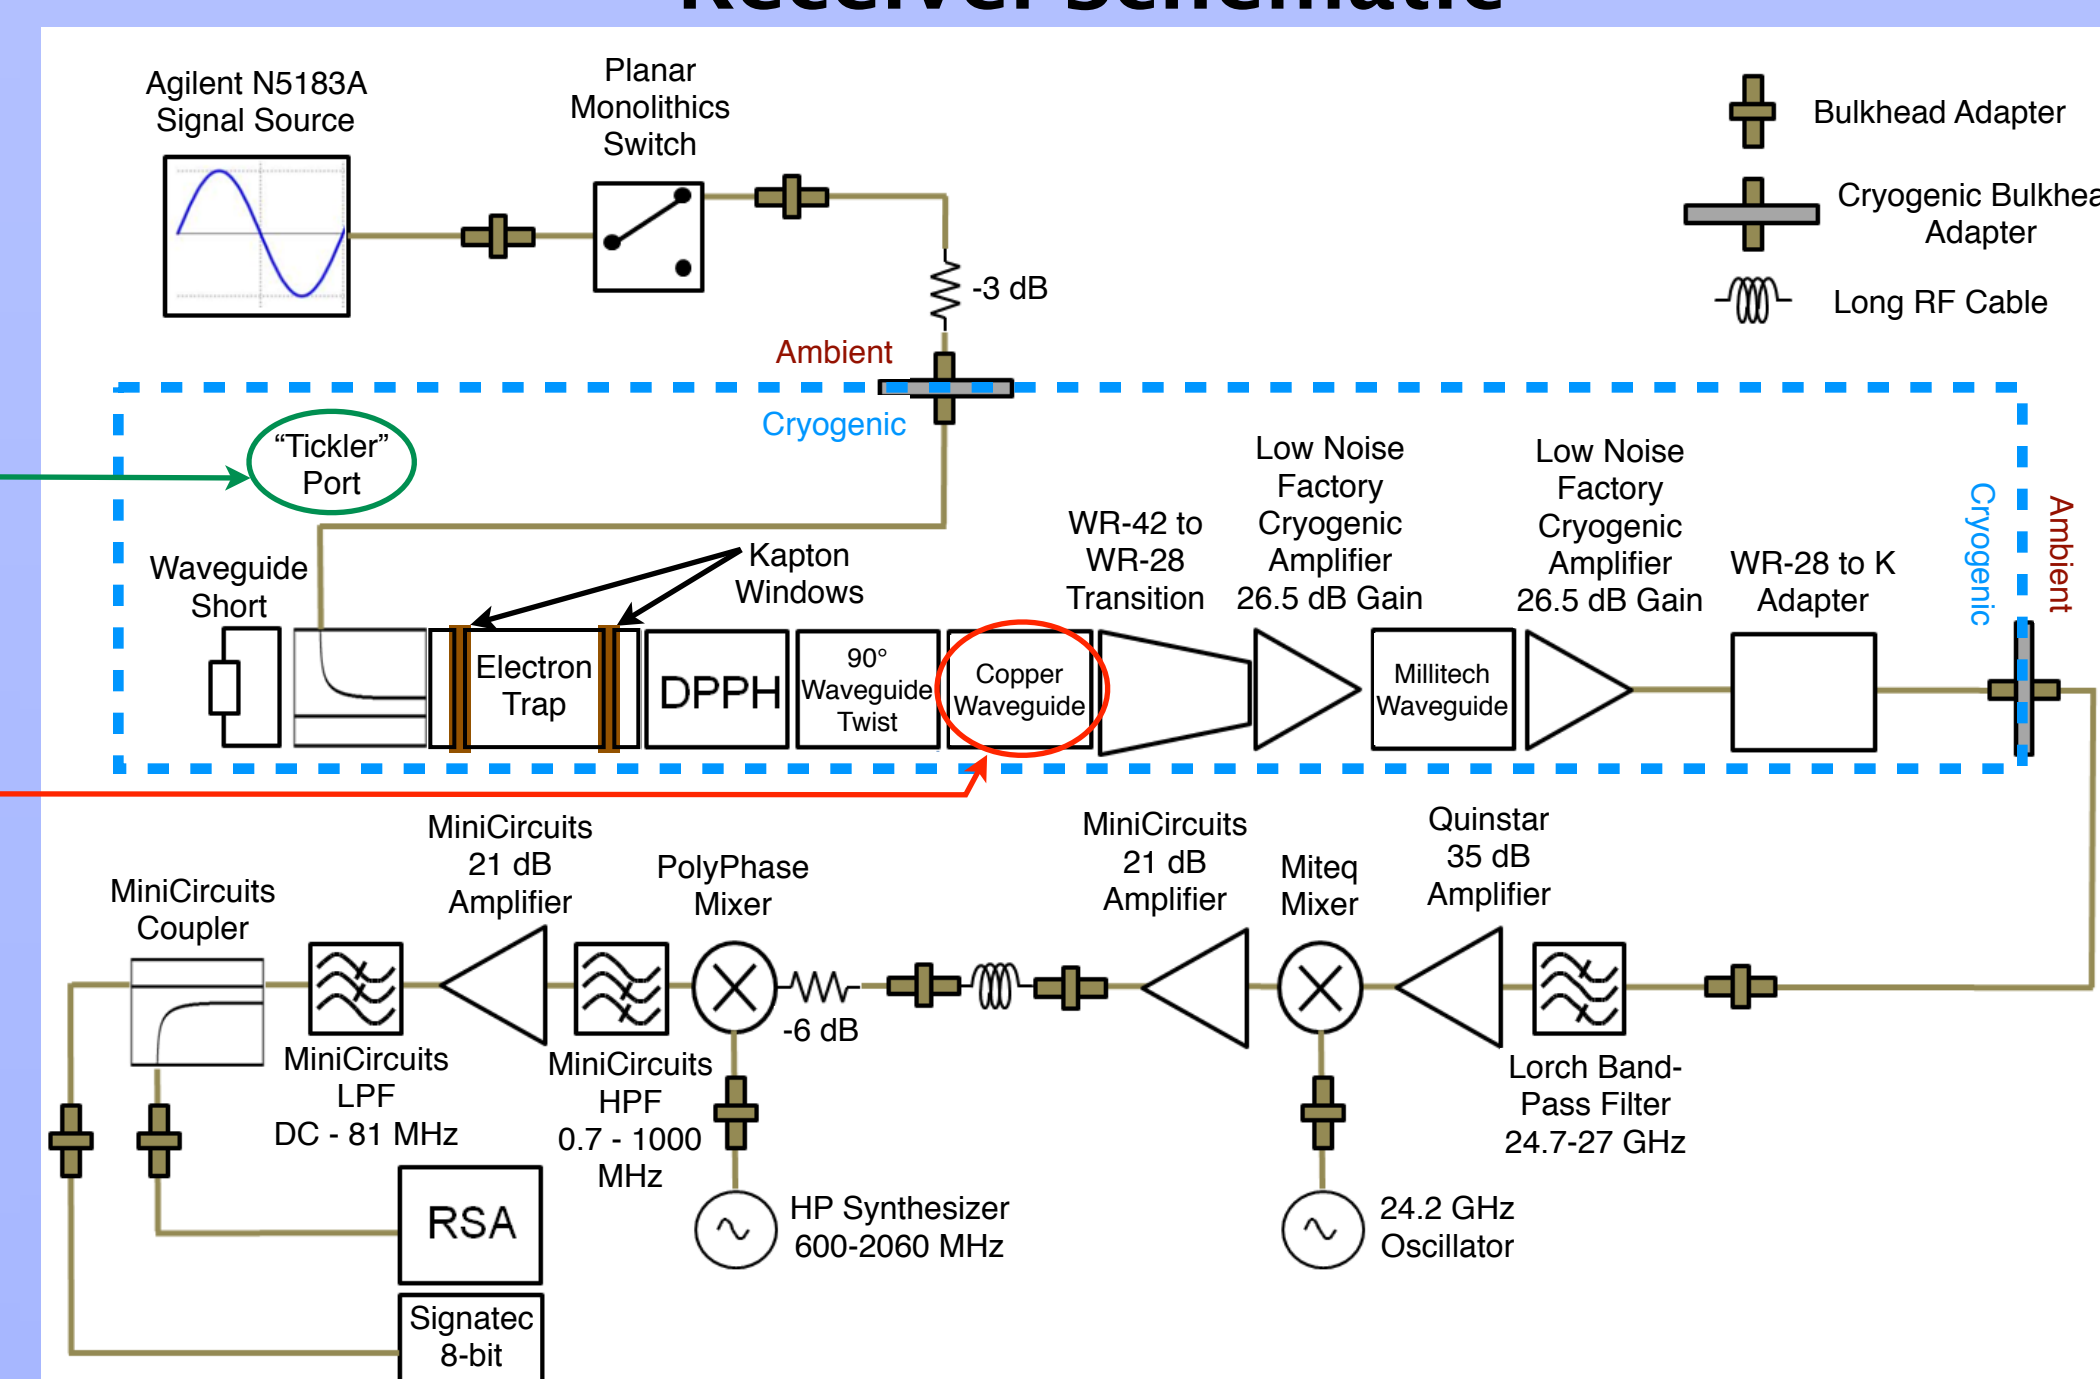 Receiver Schematic
Agilent N5183A
Signal Source
Planar
Monolithics
Switch
-3 dB
Bulkhead Adapter
Cryogenic Bulkhea
Adapter
Long RF Cable
Ambient
Cryogenic
“Tickler”
Port
Waveguide
Short
Kapton
Windows
Electron
Trap
DPPH
90°
Waveguide
Twist
Copper
Waveguide
WR-42 to
WR-28
Transition
Low Noise
Factory
Cryogenic
Amplifier
26.5 dB Gain
Millitech
Waveguide
Low Noise
Factory
Cryogenic
Amplifier
26.5 dB Gain
WR-28 to K
Adapter
Cryogenic
Ambient
MiniCircuits
Coupler
MiniCircuits
21 dB
Amplifier
PolyPhase
Mixer
-6 dB
MiniCircuits
21 dB
Amplifier
Miteq
Mixer
Quinstar
35 dB
Amplifier
MiniCircuits
LPF
DC - 81 MHz
MiniCircuits
HPF
0.7 - 1000
MHz
Lorch Band-
Pass Filter
24.7-27 GHz
HP Synthesizer
600-2060 MHz
24.2 GHz
Oscillator
RSA
Signatec
8-bit